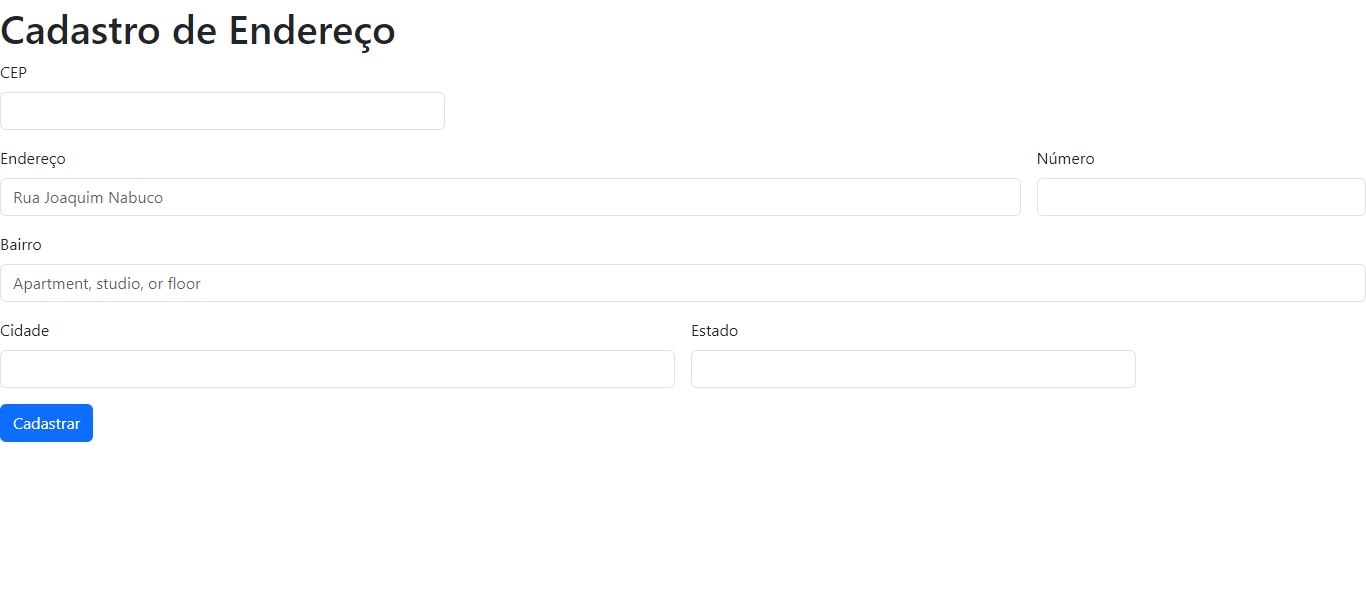 Cadastro de Endereço
CEP
Endereço
Número
Rua Joaquim Nabuco
Bairro
Apartment, studio, or floor
Cidade
Estado
Cadastrar